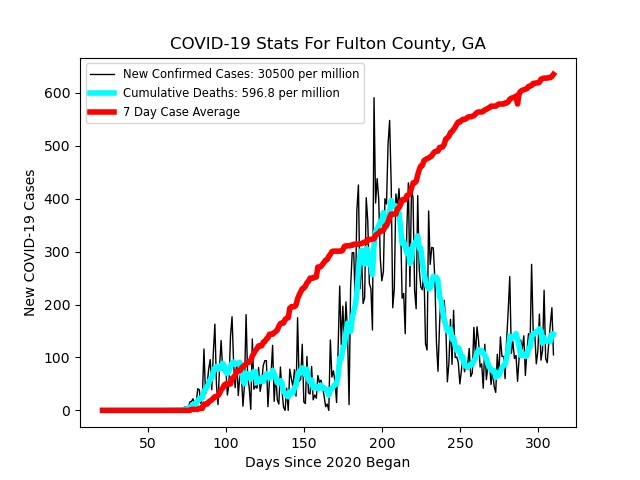 COVID-19 Stats For Fulton County, GA
New Confirmed Cases: 30500 per million
Cumulative Deaths: 596.8 per million
7 Day Case Average
New COVID-19 Cases
600
500
400
300
200
100
0
50 100 150 200 250 300
Days Since 2020 Began